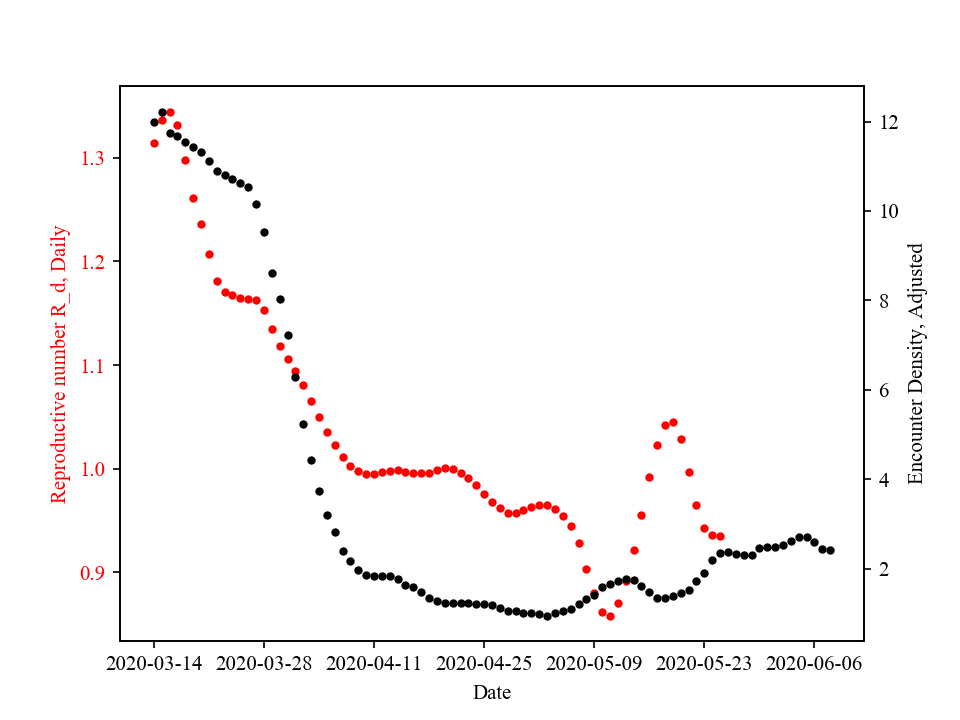 1.3
1.2
1.1
1.0
0.9
Reproductive number R_d, Daily
12
10
8
6
4
2
Encounter Density, Adjusted
2020-03-14 2020-03-28 2020-04-11 2020-04-25 2020-05-09 2020-05-23 2020-06-06
Date